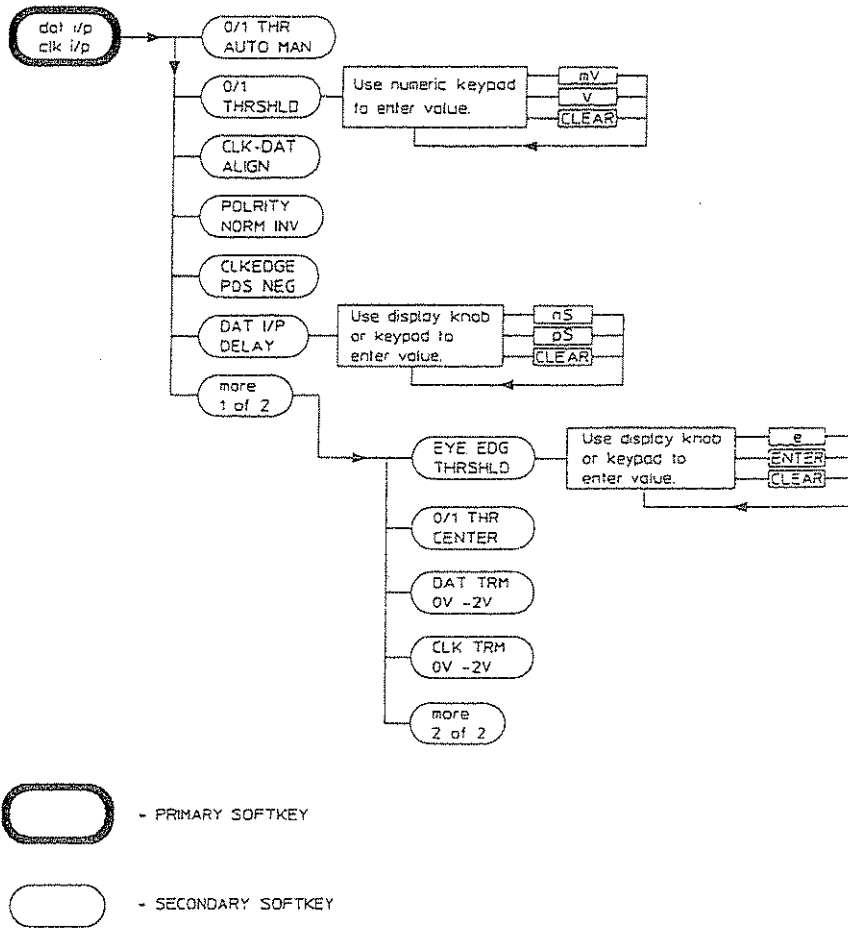 dat i/p
clk i/p
0/1 THR
AUTO MAN
0/1
THRSHLD
Use numeric keypad
to enter value.
mV
V
CLEAR
CLK-DAT
ALIGN
POLRITY
NORM INV
CLKEDGE
POS NEG
DAT I/P
DELAY
Use display knob
or keypad to
enter value.
nS
pS
CLEAR
more
1 of 2
EYE EDG
THRSHLD
Use display knob
or keypad to
enter value.
e
ENTER
CLEAR
0/1 THR
CENTER
DAT TRM
0V -2V
CLK TRM
0V -2V
more
2 of 2
- PRIMARY SOFTKEY
- SECONDARY SOFTKEY